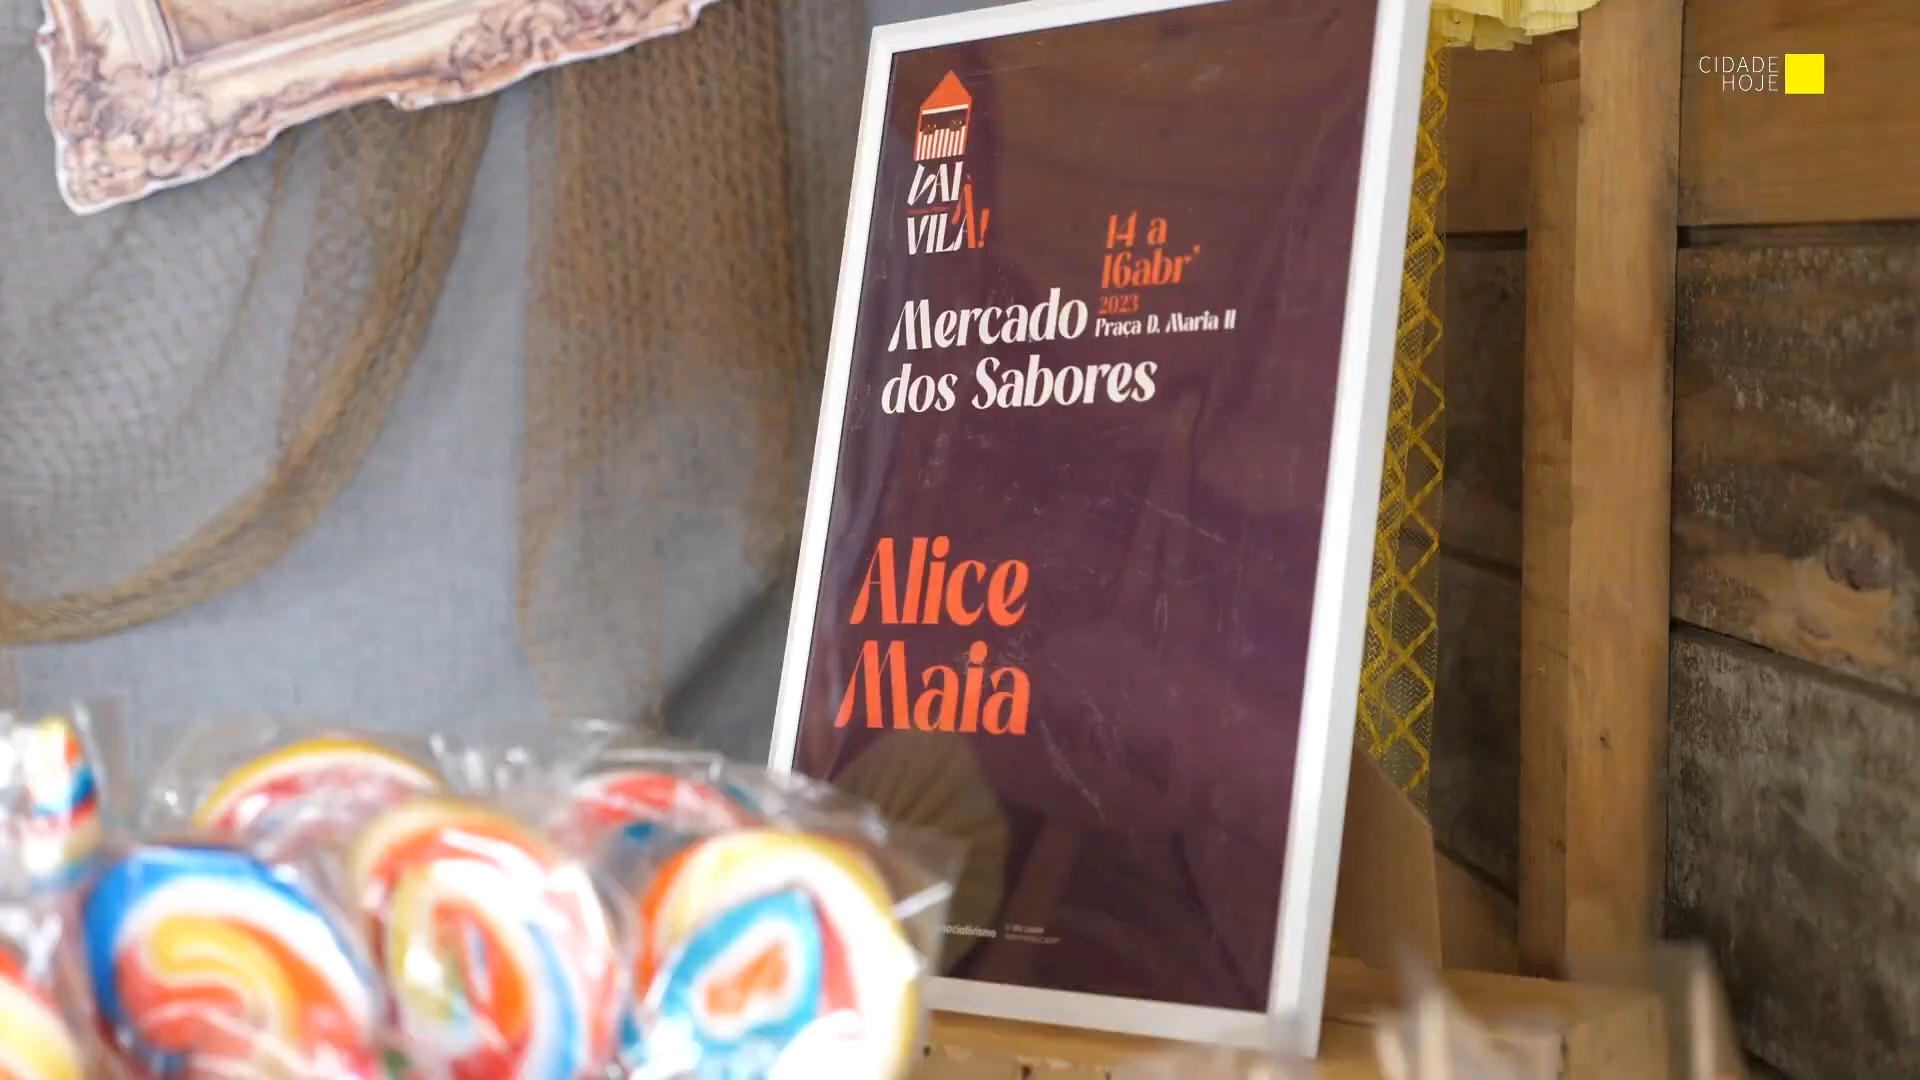 CIDADE
HOJE
VAI
À
VILA!
14 a
16abr'
2023
Praça D. Maria II
Mercado
dos Sabores
Alice
Maia